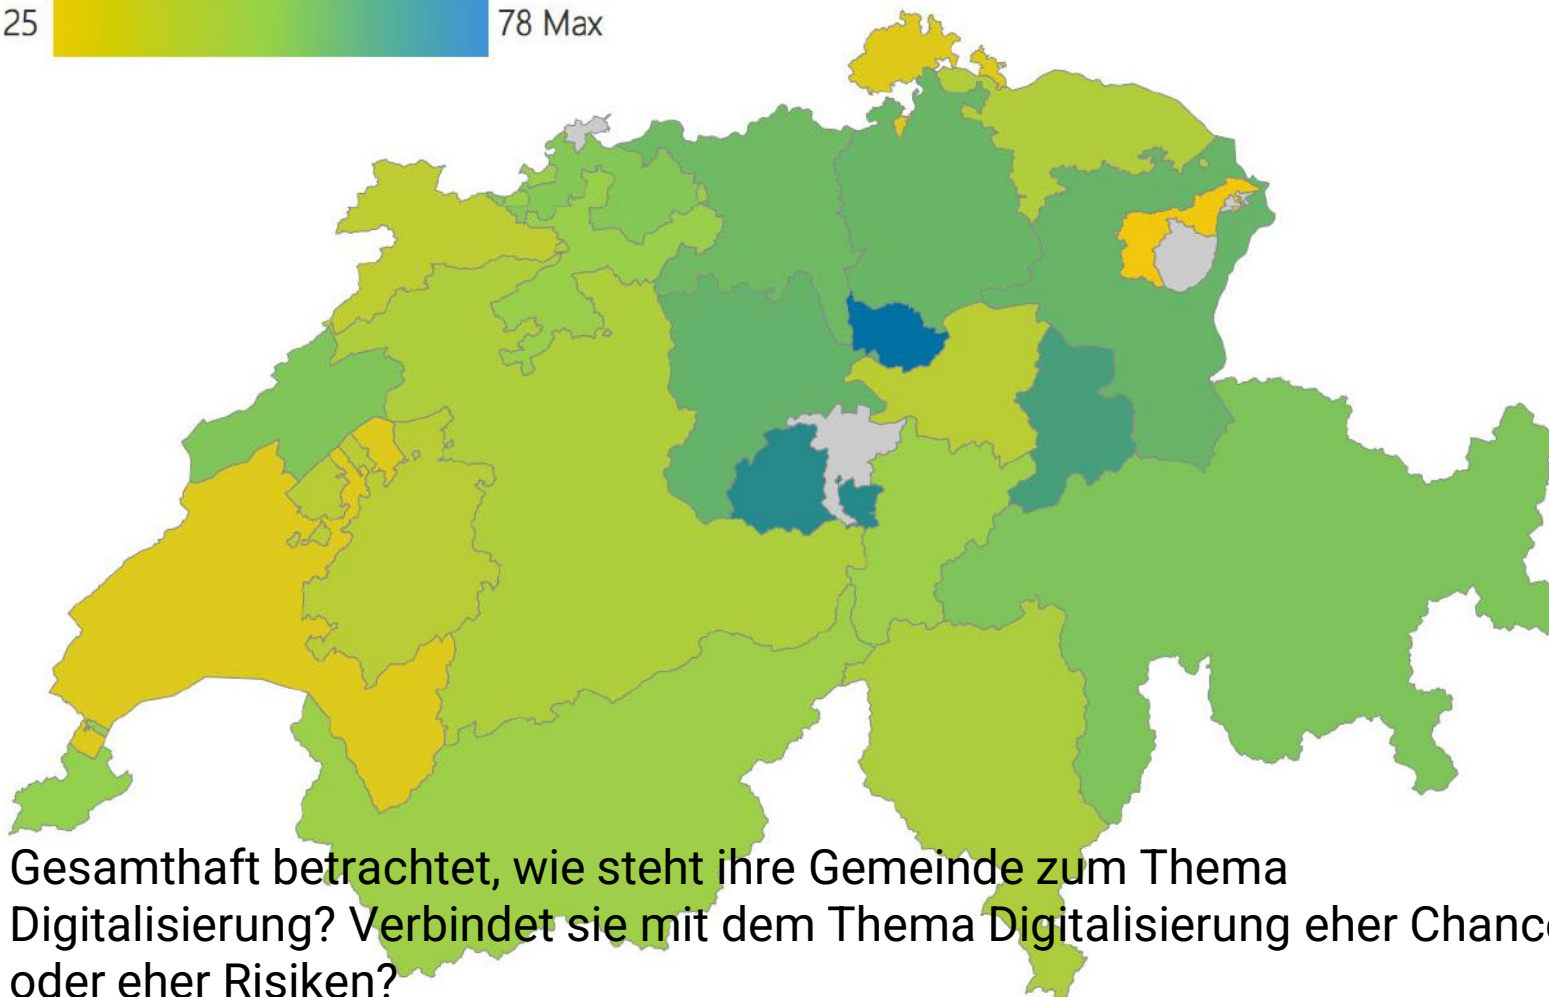 25 78 Max
Gesamthaft betrachtet, wie steht ihre Gemeinde zum Thema
Digitalisierung? Verbindet sie mit dem Thema Digitalisierung eher Chance
oder eher Risiken?